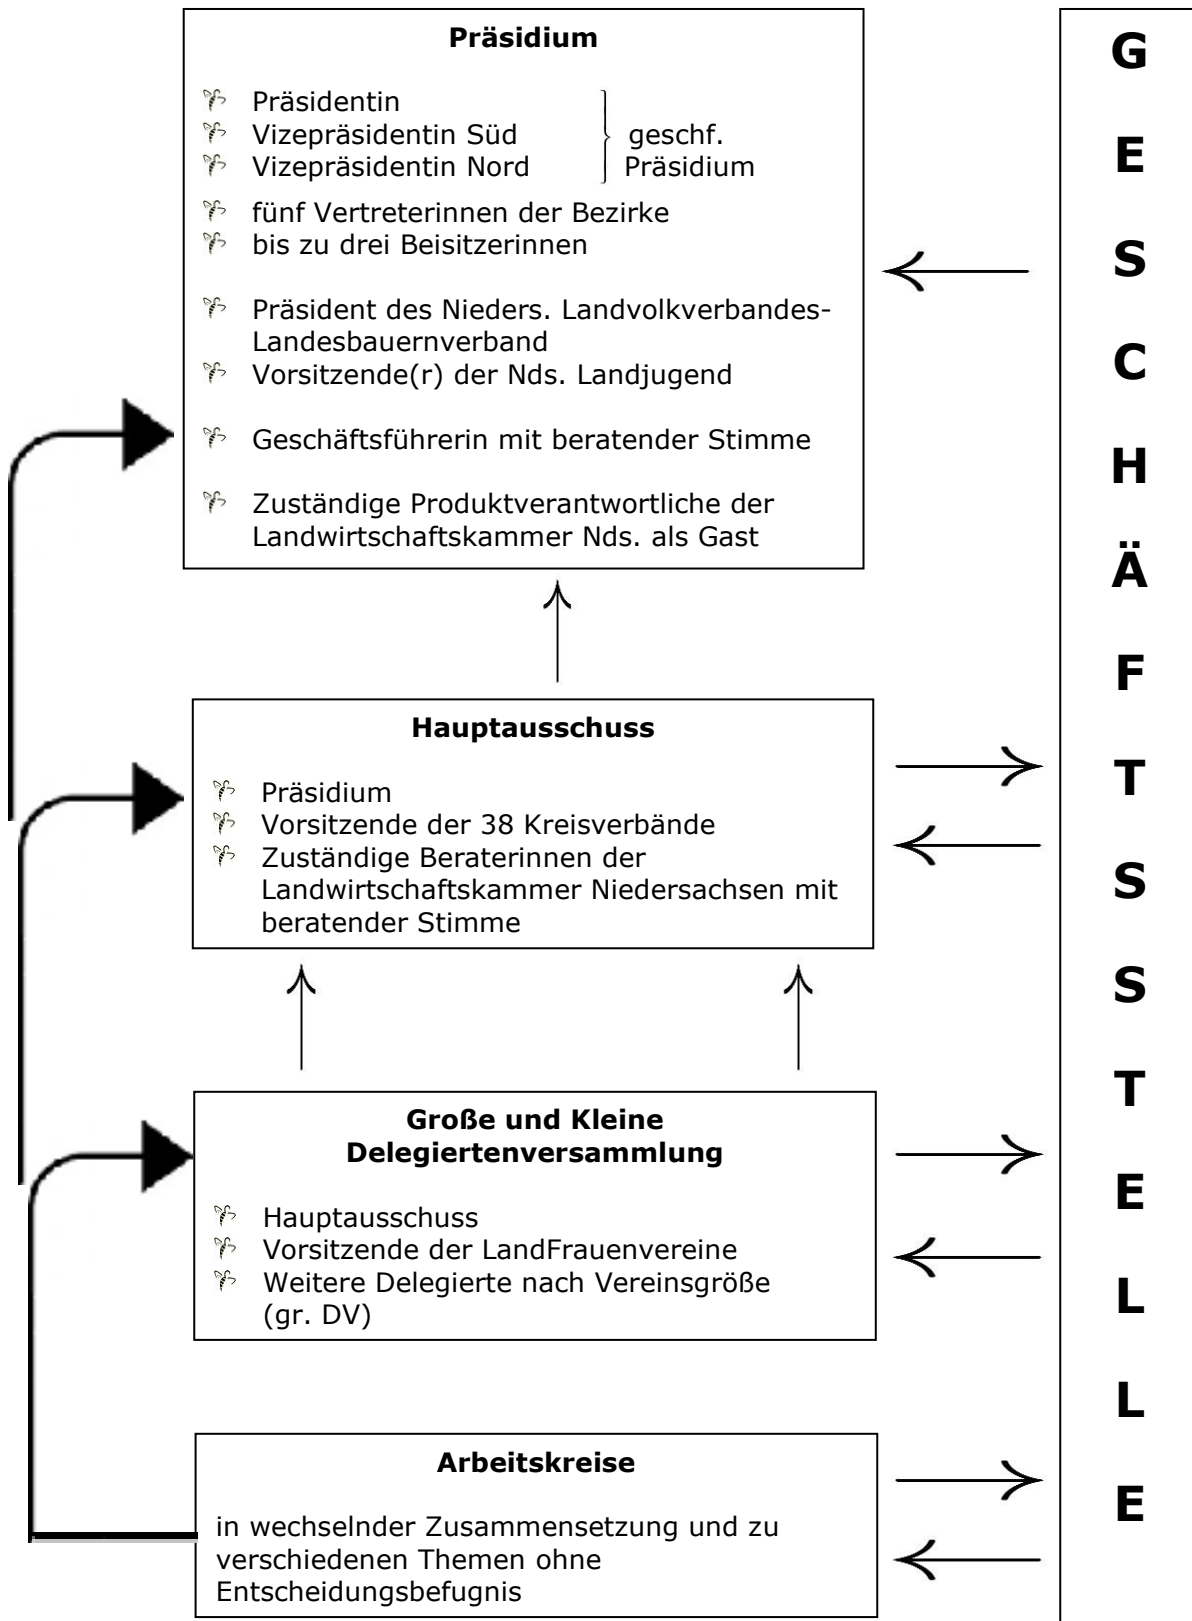 Präsidium
Präsidentin
Vizepräsidentin Süd
Vizepräsidentin Nord
geschf.
Präsidium
fünf Vertreterinnen der Bezirke
bis zu drei Beisitzerinnen
Präsident des Nieders. Landvolkverbandes-
Landesbauernverband
Vorsitzende(r) der Nds. Landjugend
Geschäftsführerin mit beratender Stimme
Zuständige Produktverantwortliche der
Landwirtschaftskammer Nds. als Gast
Hauptausschuss
Präsidium
Vorsitzende der 38 Kreisverbände
Zuständige Beraterinnen der
Landwirtschaftskammer Niedersachsen mit
beratender Stimme
Große und Kleine
Delegiertenversammlung
Hauptausschuss
Vorsitzende der LandFrauenvereine
Weitere Delegierte nach Vereinsgröße
(gr. DV)
Arbeitskreise
in wechselnder Zusammensetzung und zu
verschiedenen Themen ohne
Entscheidungsbefugnis
GESCHÄFTSSTELLE